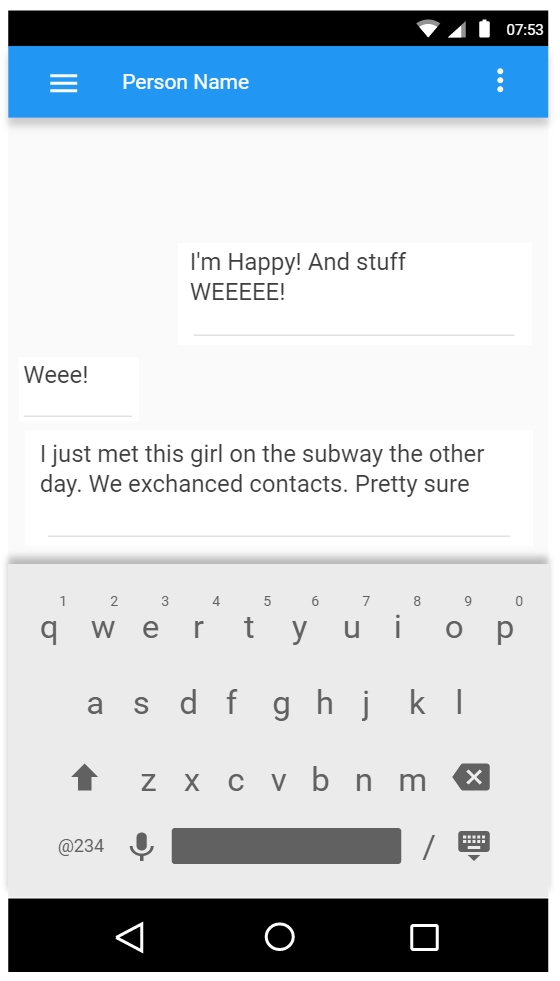 07:53
Person Name
I'm Happy! And stuff
WEEEEE!
Weee!
I just met this girl on the subway the other
day. We exchanced contacts. Pretty sure
1 2 3 4 5 6 7 8 9 0
q w e r t y u i o p
a s d f g h j k l
z x c v b n m
@234 /